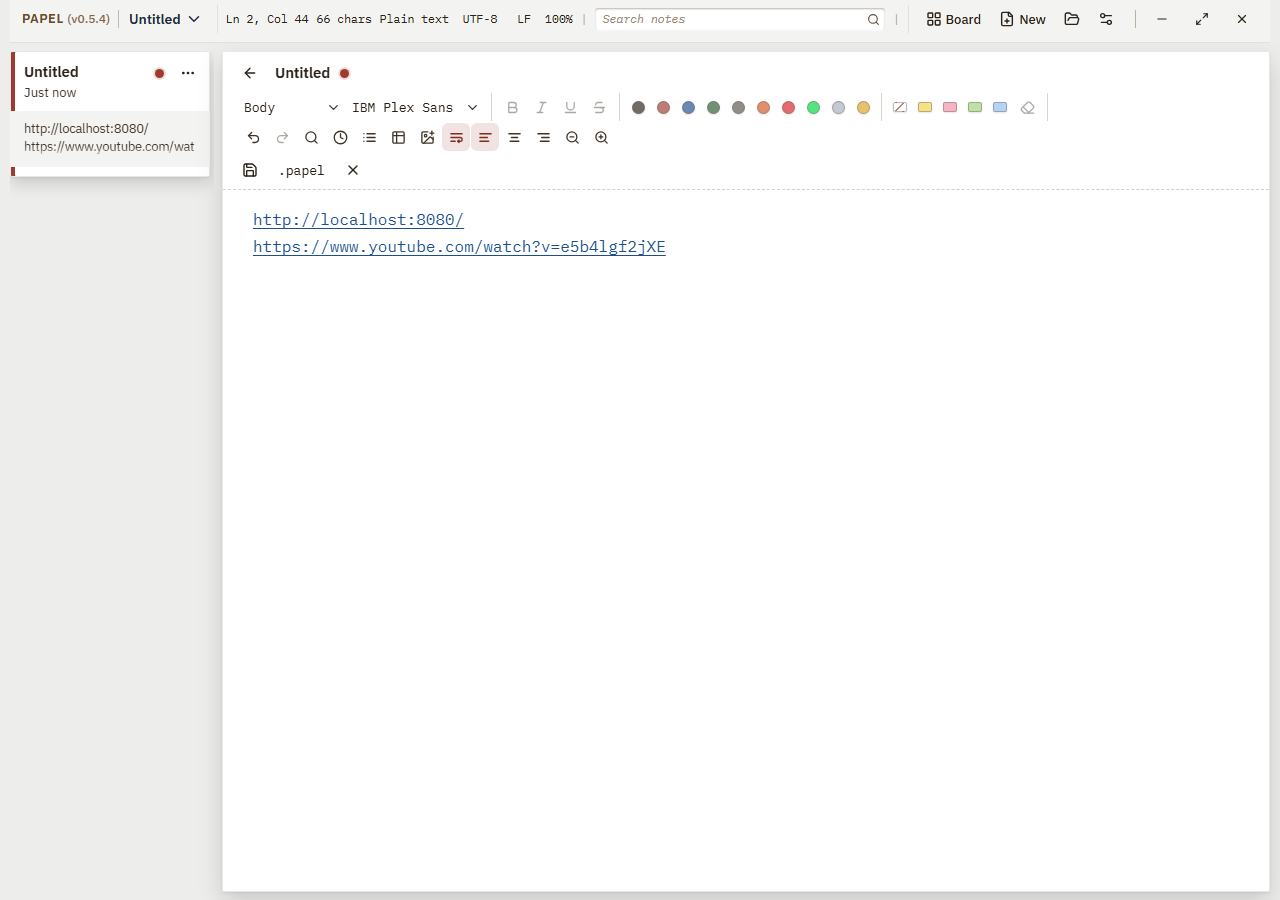 PAPEL (v0.5.4) Untitled Ln 2, Col 44 66 chars Plain text UTF-8 LF 100% | Search notes | Board New
Untitled
Just now
http://localhost:8080/
https://www.youtube.com/wat
Untitled
Body IBM Plex Sans B I U S
.papel
http://localhost:8080/
https://www.youtube.com/watch?v=e5b4lgf2jXE